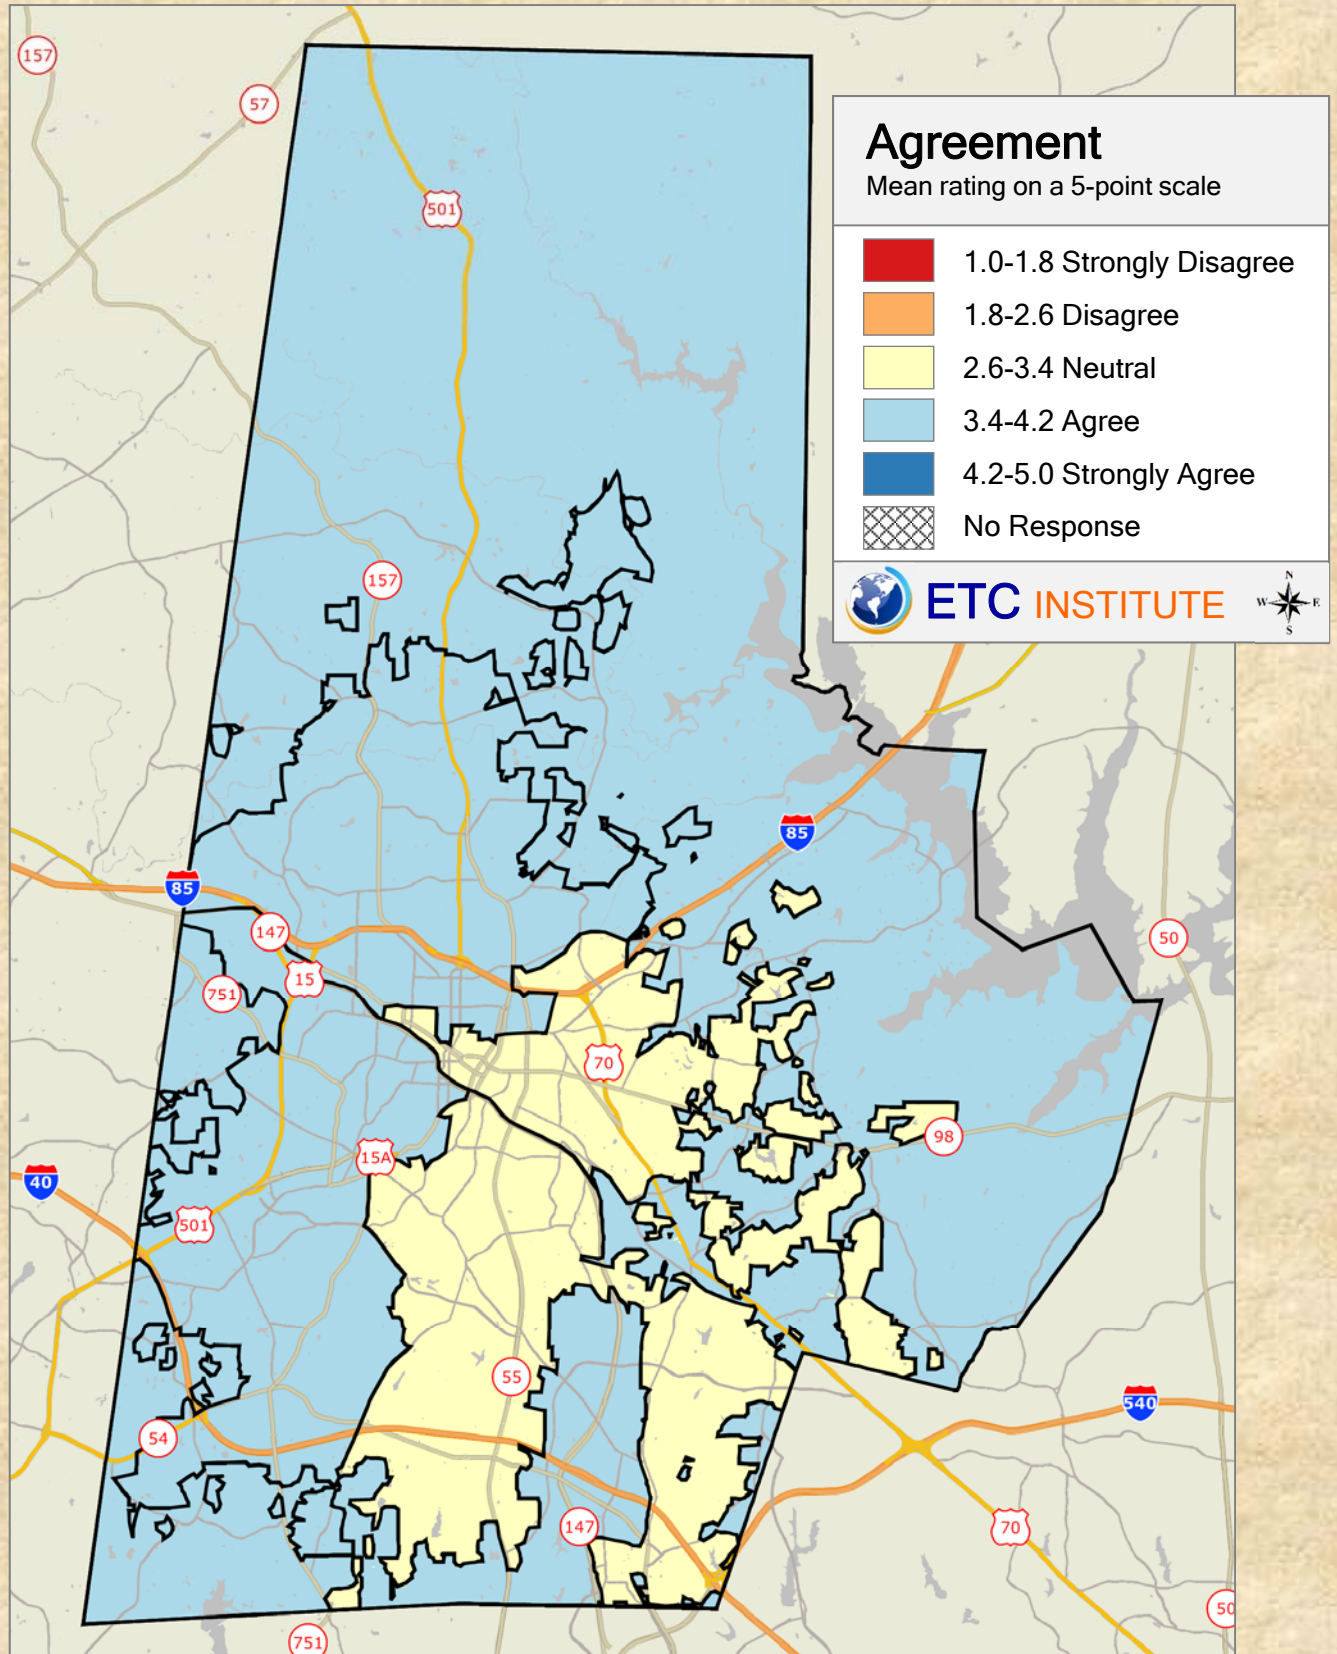 157
57
501
Agreement
Mean rating on a 5-point scale
1.0-1.8 Strongly Disagree
1.8-2.6 Disagree
2.6-3.4 Neutral
3.4-4.2 Agree
4.2-5.0 Strongly Agree
No Response
ETC INSTITUTE
N
W E
S
157
85
85
147
50
15
751
70
98
15A
40
501
55
540
54
147
70
50
751